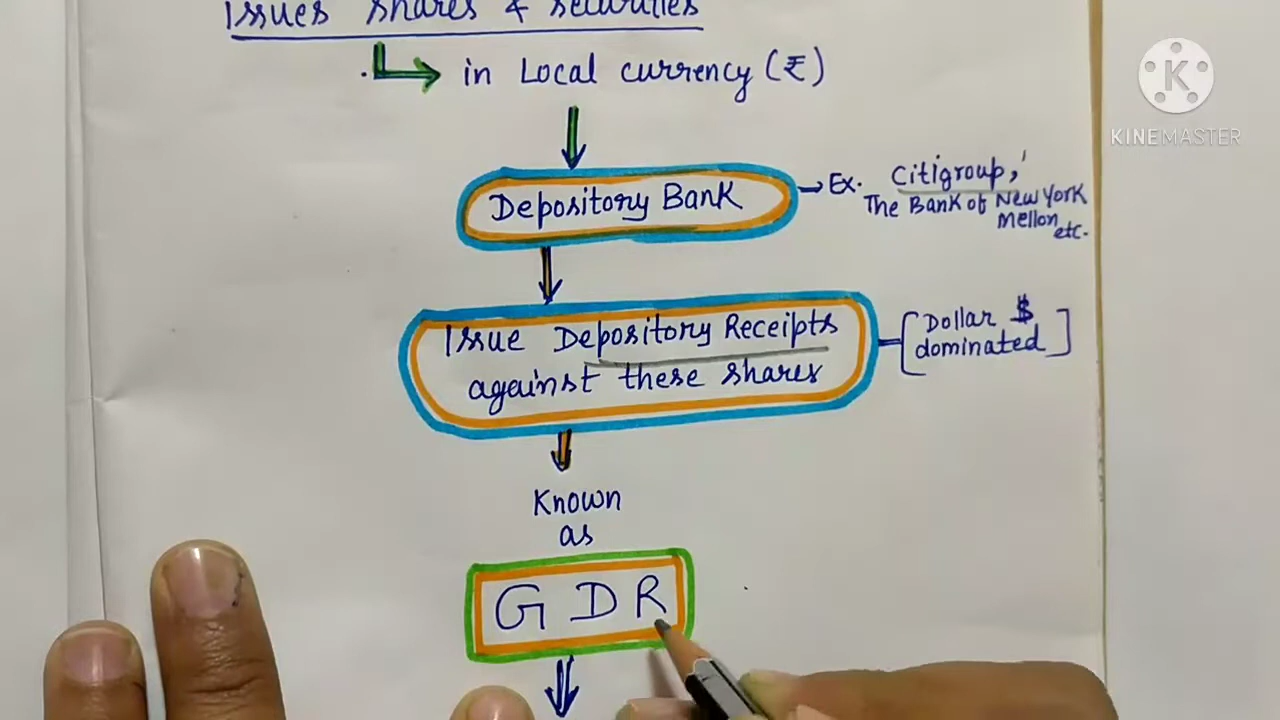 Issues shares & securities
in Local currency (₹)
Depository Bank
Ex. Citigroup,
The Bank of New York
Mellon
etc.
Issue Depository Receipts
against these shares
[Dollar $
dominated]
Known
as
GDR
K
KINEMASTER